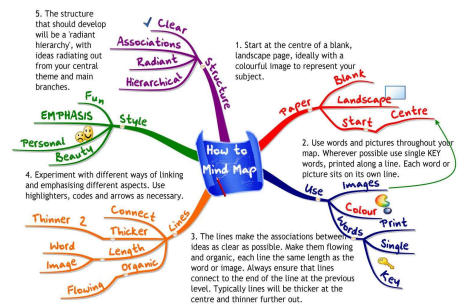 5. The structure
that should develop
will be a 'radiant
hierarchy', with
ideas radiating out
from your central
theme and main
branches.
Clear
Associations
Radiant
Hierarchical
Structure
1. Start at the centre of a blank,
landscape page, ideally with
a colourful image to represent your
subject.
Blank
Landscape
Centre
Start
Paper
Fun
EMPHASIS
Personal
Beauty
Style
How to
Mind Map
2. Use words and pictures throughout your
map. Wherever possible use single KEY
words, printed along a line. Each word or
picture sits on its own line.
4. Experiment with different ways of linking
and emphasising different aspects. Use
highlighters, codes and arrows as necessary.
Use
Images
Colour
Words
Print
Single
Key
Connect
Thinner 2
Thicker
Word
Length
Image
Organic
Flowing
Lines
3. The lines make the associations between
ideas as clear as possible. Make them flowing
and organic, each line the same length as the
word or image. Always ensure that lines
connect to the end of the line at the previous
level. Typically lines will be thicker at the
centre and thinner further out.